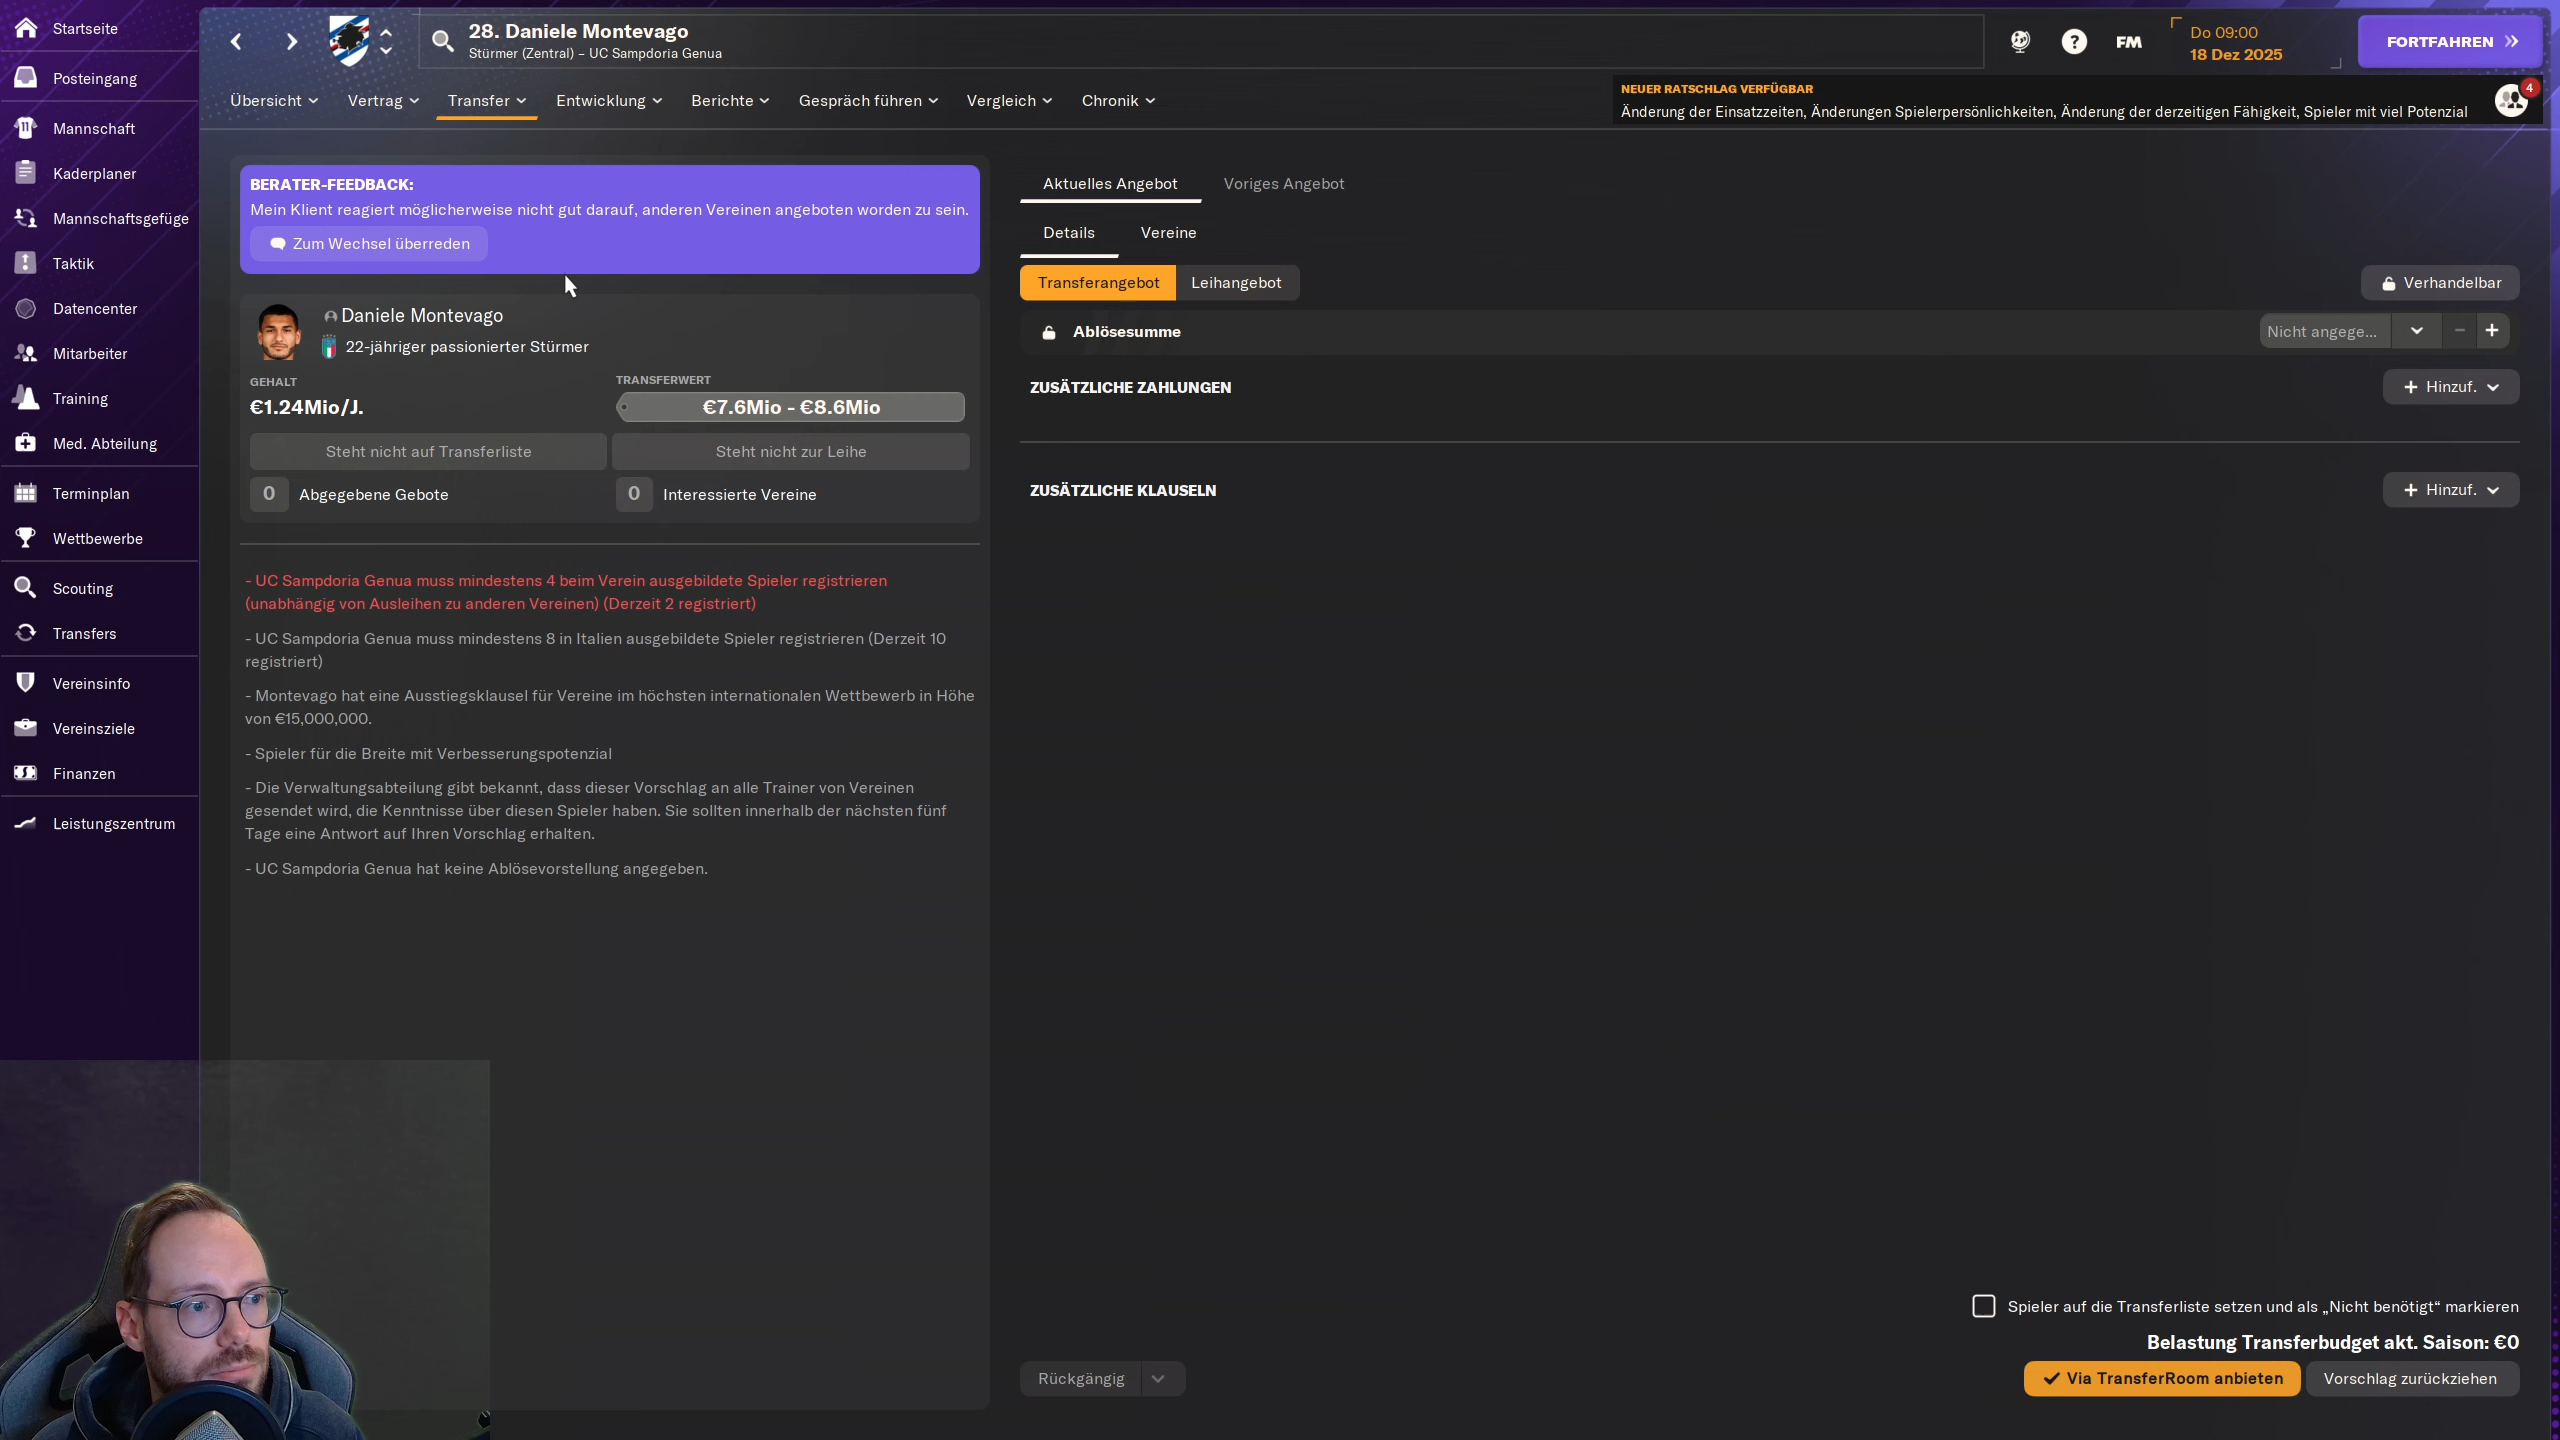 Startseite
Posteingang
Mannschaft
Kaderplaner
Mannschaftsgefüge
Taktik
Datencenter
Mitarbeiter
Training
Med. Abteilung
Terminplan
Wettbewerbe
Scouting
Transfers
Vereinsinfo
Vereinsziele
Finanzen
Leistungszentrum
28. Daniele Montevago
Stürmer (Zentral) – UC Sampdoria Genua
?
FM
Do 09:00
18 Dez 2025
FORTFAHREN
Übersicht
Vertrag
Transfer
Entwicklung
Berichte
Gespräch führen
Vergleich
Chronik
NEUER RATSCHLAG VERFÜGBAR
Änderung der Einsatzzeiten, Änderungen Spielerpersönlichkeiten, Änderung der derzeitigen Fähigkeit, Spieler mit viel Potenzial
4
BERATER-FEEDBACK:
Mein Klient reagiert möglicherweise nicht gut darauf, anderen Vereinen angeboten worden zu sein.
Zum Wechsel überreden
Daniele Montevago
22-jähriger passionierter Stürmer
GEHALT
€1.24Mio/J.
TRANSFERWERT
€7.6Mio - €8.6Mio
Steht nicht auf Transferliste
Steht nicht zur Leihe
0 Abgegebene Gebote
0 Interessierte Vereine
- UC Sampdoria Genua muss mindestens 4 beim Verein ausgebildete Spieler registrieren
(unabhängig von Ausleihen zu anderen Vereinen) (Derzeit 2 registriert)
- UC Sampdoria Genua muss mindestens 8 in Italien ausgebildete Spieler registrieren (Derzeit 10
registriert)
- Montevago hat eine Ausstiegsklausel für Vereine im höchsten internationalen Wettbewerb in Höhe
von €15,000,000.
- Spieler für die Breite mit Verbesserungspotenzial
- Die Verwaltungsabteilung gibt bekannt, dass dieser Vorschlag an alle Trainer von Vereinen
gesendet wird, die Kenntnisse über diesen Spieler haben. Sie sollten innerhalb der nächsten fünf
Tage eine Antwort auf Ihren Vorschlag erhalten.
- UC Sampdoria Genua hat keine Ablösevorstellung angegeben.
Aktuelles Angebot
Voriges Angebot
Details
Vereine
Transferangebot
Leihangebot
Verhandelbar
Ablösesumme
Nicht angege...
ZUSÄTZLICHE ZAHLUNGEN
+ Hinzuf.
ZUSÄTZLICHE KLAUSELN
+ Hinzuf.
Spieler auf die Transferliste setzen und als „Nicht benötigt“ markieren
Belastung Transferbudget akt. Saison: €0
Rückgängig
Via TransferRoom anbieten
Vorschlag zurückziehen